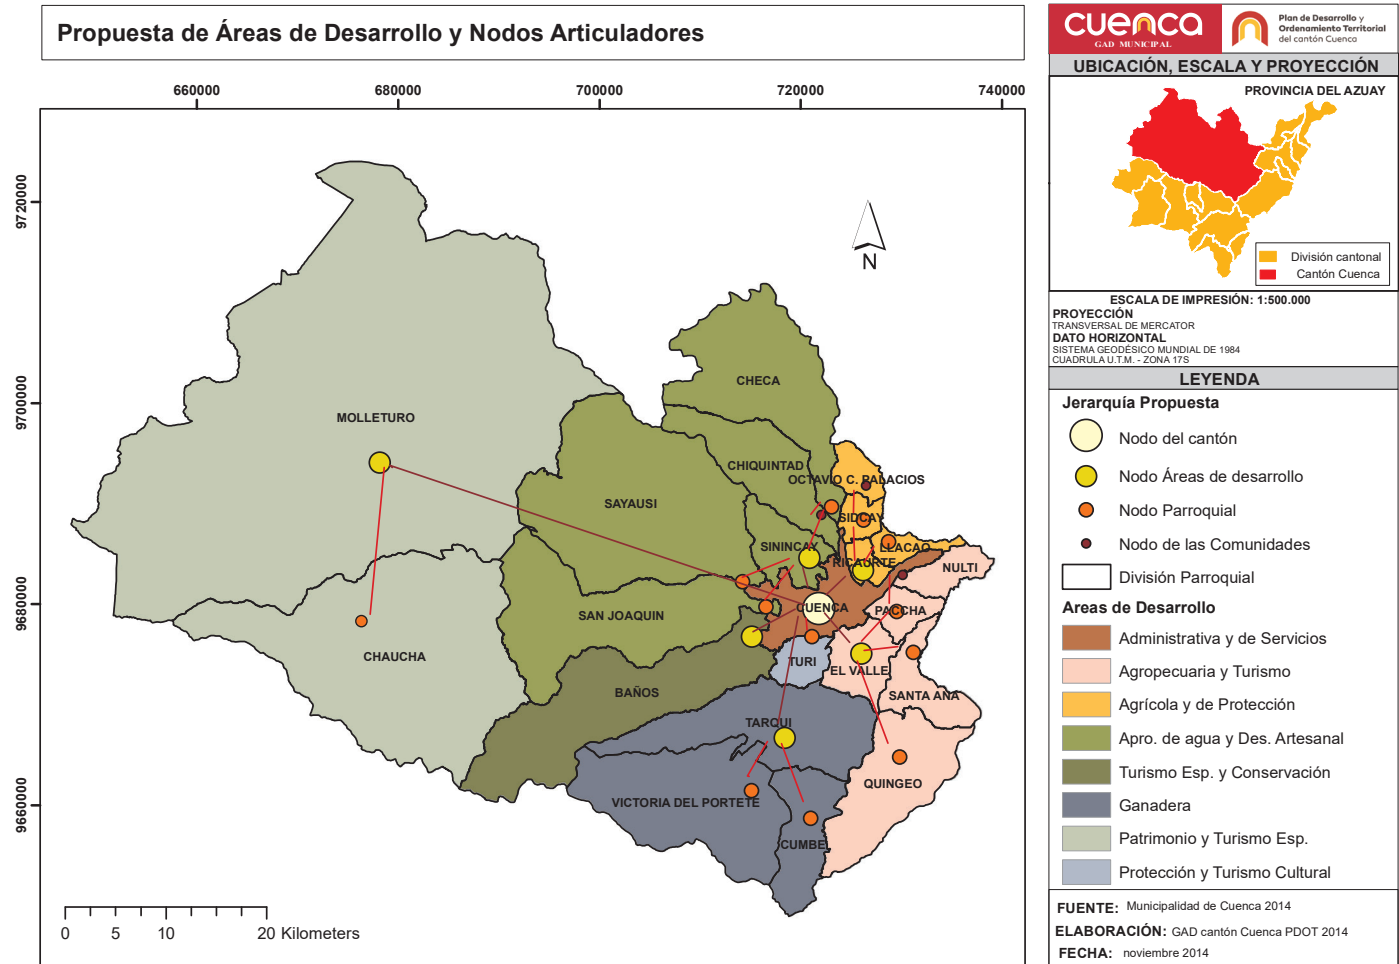 Propuesta de Áreas de Desarrollo y Nodos Articuladores
660000
680000
700000
720000
740000
9720000
9700000
9680000
9660000
N
CHECA
MOLLETURO
CHIQUINTAD
OCTAVIO C. PALACIOS
SAYAUSI
SIDCAY
SININCAY
LLACAO
RICAURTE
NULTI
CUENCA
PACCHA
SAN JOAQUIN
CHAUCHA
TURI
EL VALLE
BAÑOS
SANTA ANA
TARQUI
QUINGEO
VICTORIA DEL PORTETE
CUMBE
0 5 10 20 Kilometers
cuenca
GAD MUNICIPAL
Plan de Desarrollo y
Ordenamiento Territorial
del cantón Cuenca
UBICACIÓN, ESCALA Y PROYECCIÓN
PROVINCIA DEL AZUAY
División cantonal
Cantón Cuenca
ESCALA DE IMPRESIÓN: 1:500.000
PROYECCIÓN
TRANSVERSAL DE MERCATOR
DATO HORIZONTAL
SISTEMA GEODÉSICO MUNDIAL DE 1984
CUADRULA U.T.M. - ZONA 17S
LEYENDA
Jerarquía Propuesta
Nodo del cantón
Nodo Áreas de desarrollo
Nodo Parroquial
Nodo de las Comunidades
División Parroquial
Areas de Desarrollo
Administrativa y de Servicios
Agropecuaria y Turismo
Agrícola y de Protección
Apro. de agua y Des. Artesanal
Turismo Esp. y Conservación
Ganadera
Patrimonio y Turismo Esp.
Protección y Turismo Cultural
FUENTE: Municipalidad de Cuenca 2014
ELABORACIÓN: GAD cantón Cuenca PDOT 2014
FECHA: noviembre 2014